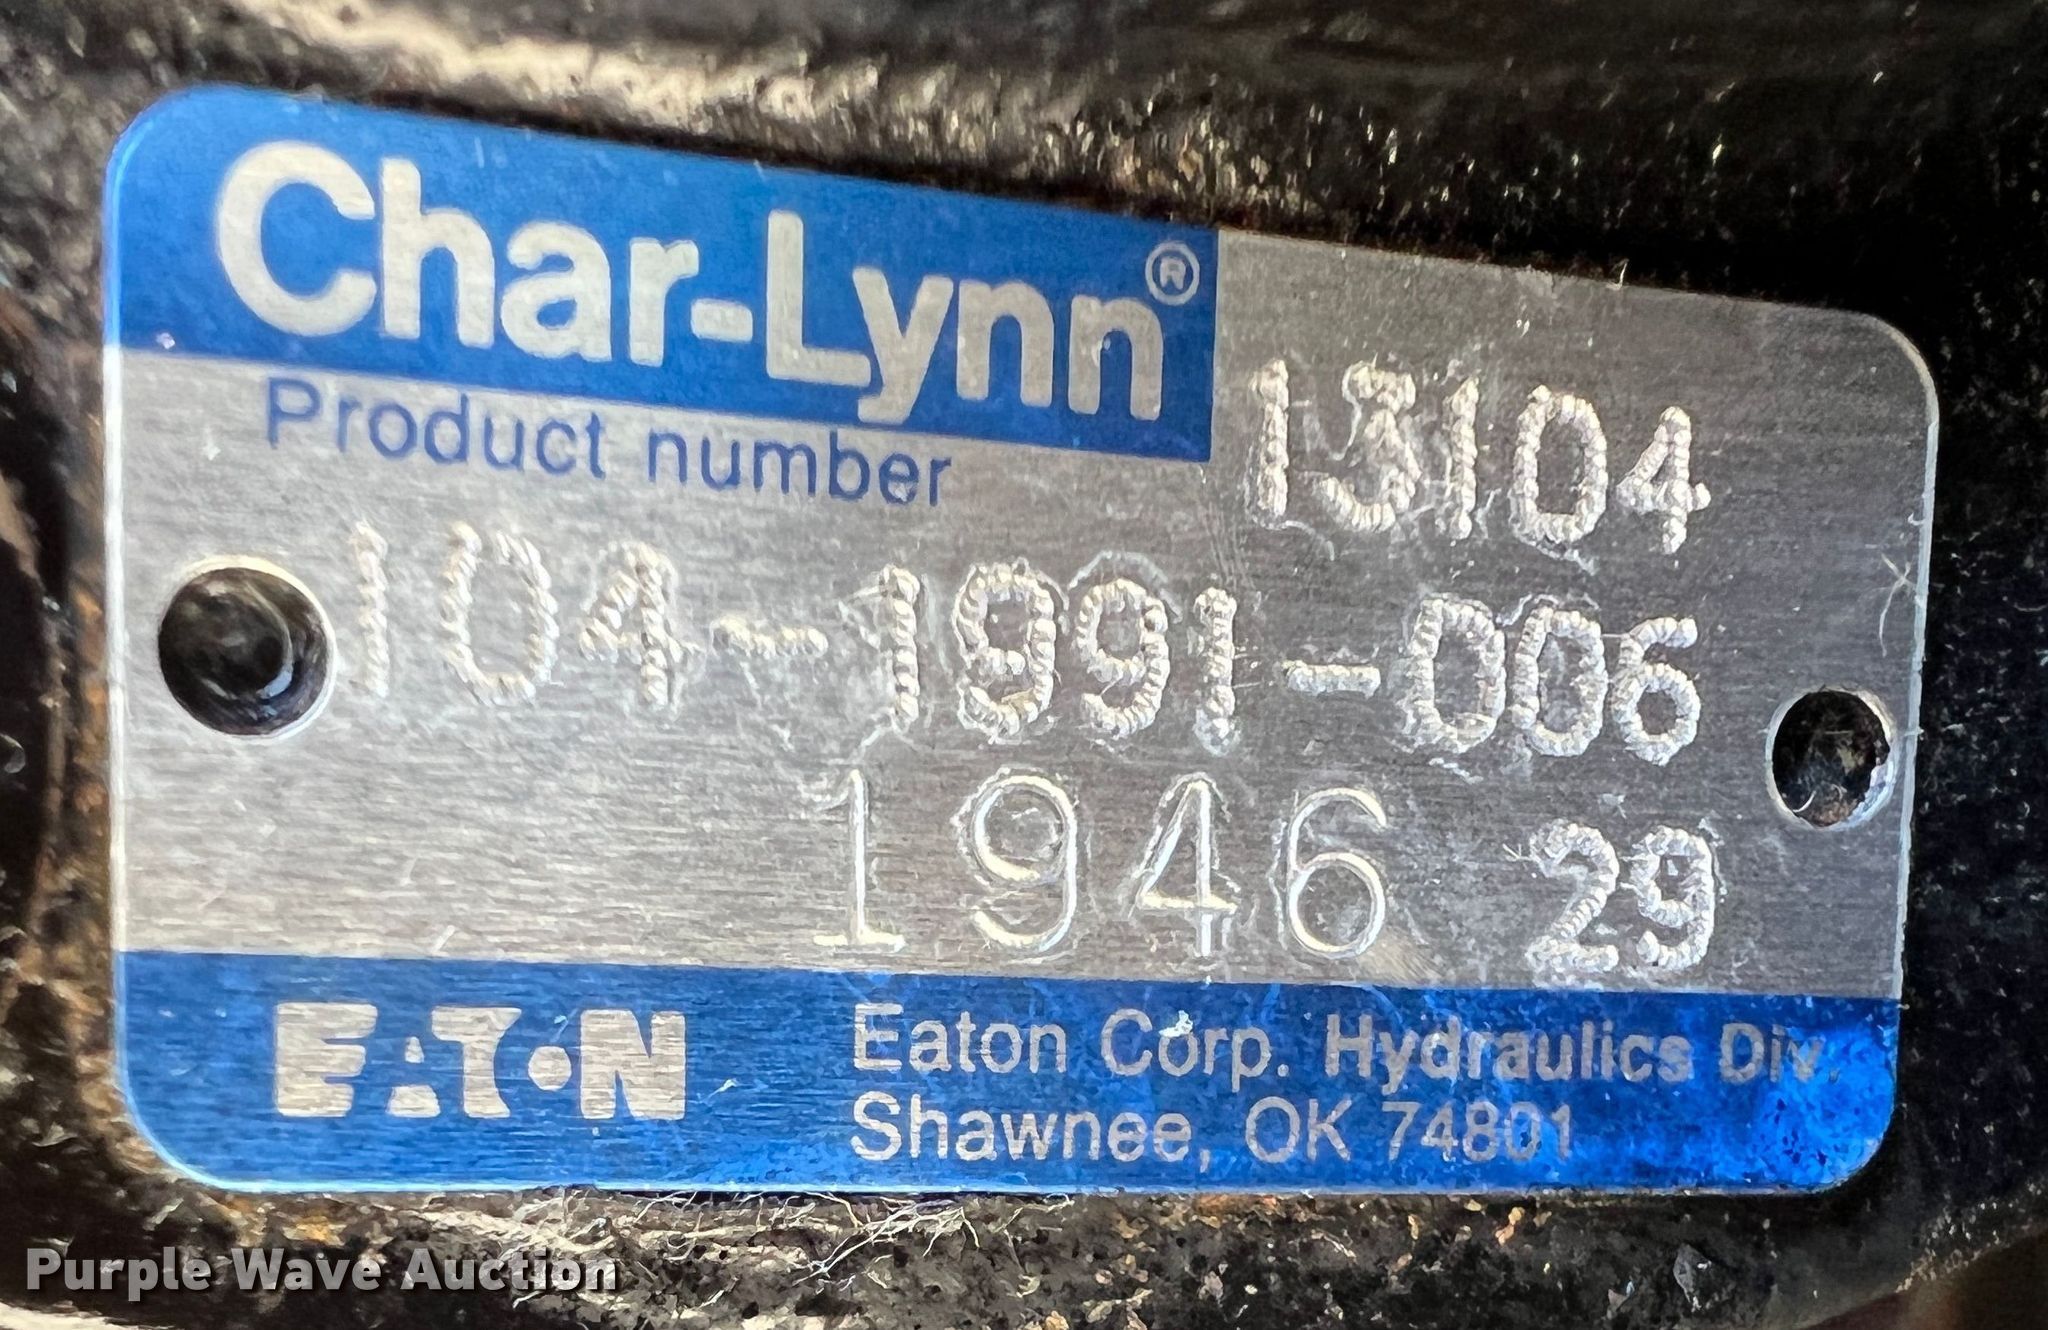 Char-Lynn®
13104
Product number
104-1991-006
1946 29
EATON
Eaton Corp. Hydraulics Div.
Shawnee, OK 74801
Purple Wave Auction